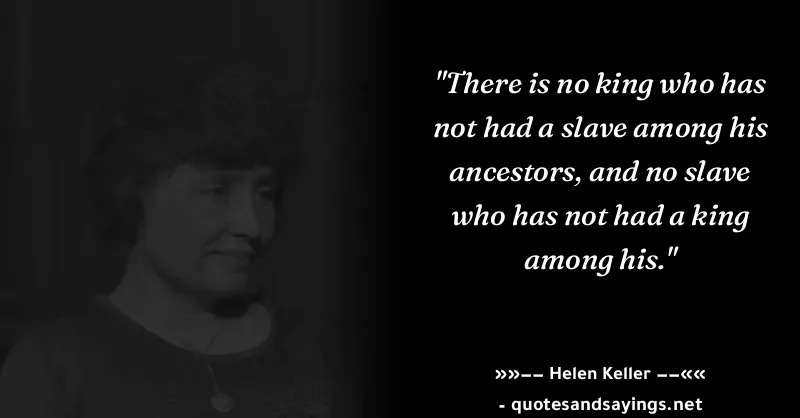 "There is no king who has
not had a slave among his
ancestors, and no slave
who has not had a king
among his."
»»−− Helen Keller −−««
- quotesandsayings.net